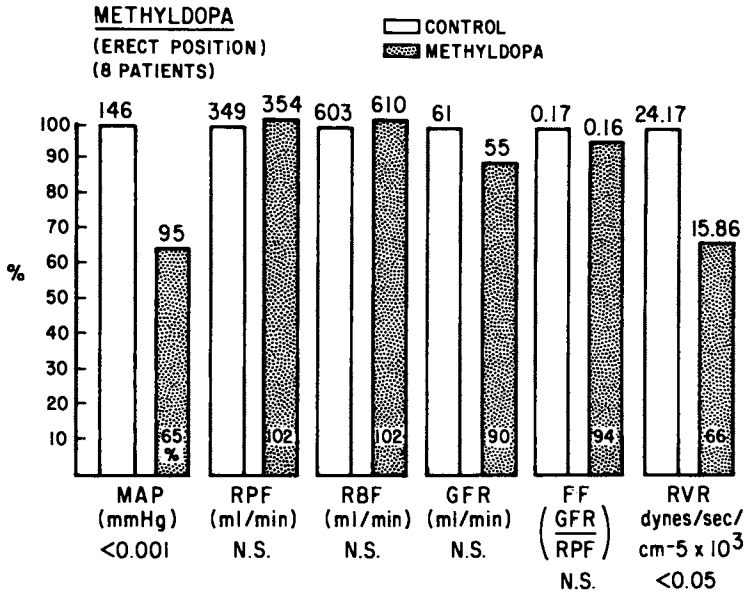 METHYLDOPA
(ERECT POSITION)
(8 PATIENTS)
CONTROL
METHYLDOPA
146 95 349 354 603 610 61 55 0.17 0.16 24.17 15.86
%
100
90
80
70
60
50
40
30
20
10
65 % 102 102 90 94 66
MAP RPF RBF GFR FF RVR
(mmHg) (ml/min) (ml/min) (ml/min) (GFR/RPF) dynes/sec/
cm-5 x 10³
<0.001 N.S. N.S. N.S. N.S. <0.05